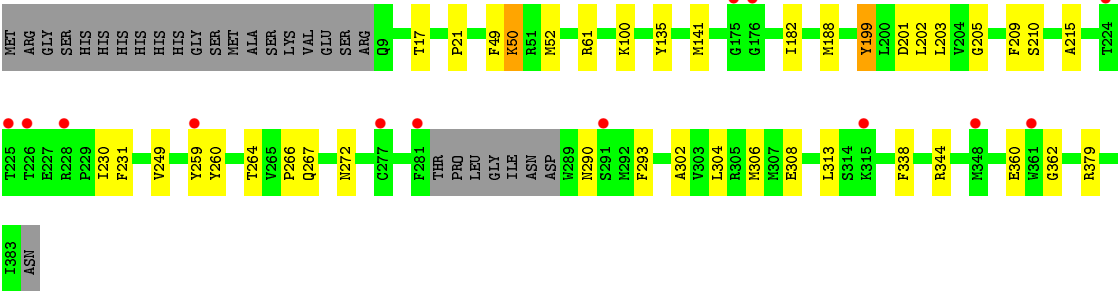 MET ARG GLY SER HIS HIS HIS HIS HIS HIS GLY SER MET ALA SER LYS VAL GLU SER ARG Q9 T17 P21 F49 K50 R51 M52 R61 K100 Y135 M141 G175 G176 I182 M188 Y199 L200 D201 L202 L203 V204 G205 F209 S210 A215 T224
T225 T226 E227 R228 P229 I230 F231 V249 Y259 Y260 T264 V265 P266 Q267 N272 C277 F281 THR PRO LEU GLY ILE ASN ASP W289 N290 S291 M292 F293 A302 V303 L304 R305 M306 M307 E308 L313 S314 K315 F338 R344 M348 E360 W361 G362 R379
I383 ASN